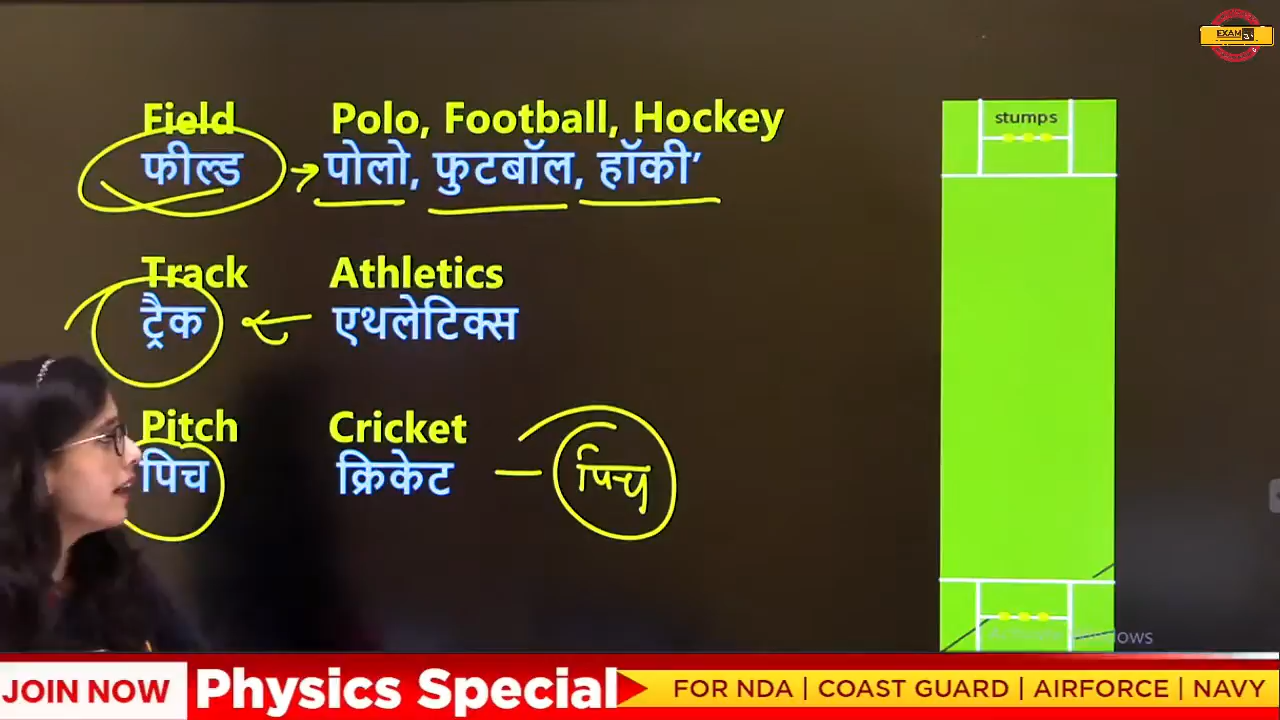 EXAM
Field Polo, Football, Hockey
फील्ड पोलो, फुटबॉल, हॉकी’
stumps
Track Athletics
ट्रैक एथलेटिक्स
Pitch Cricket
पिच क्रिकेट पिच
JOIN NOW Physics Special FOR NDA | COAST GUARD | AIRFORCE | NAVY